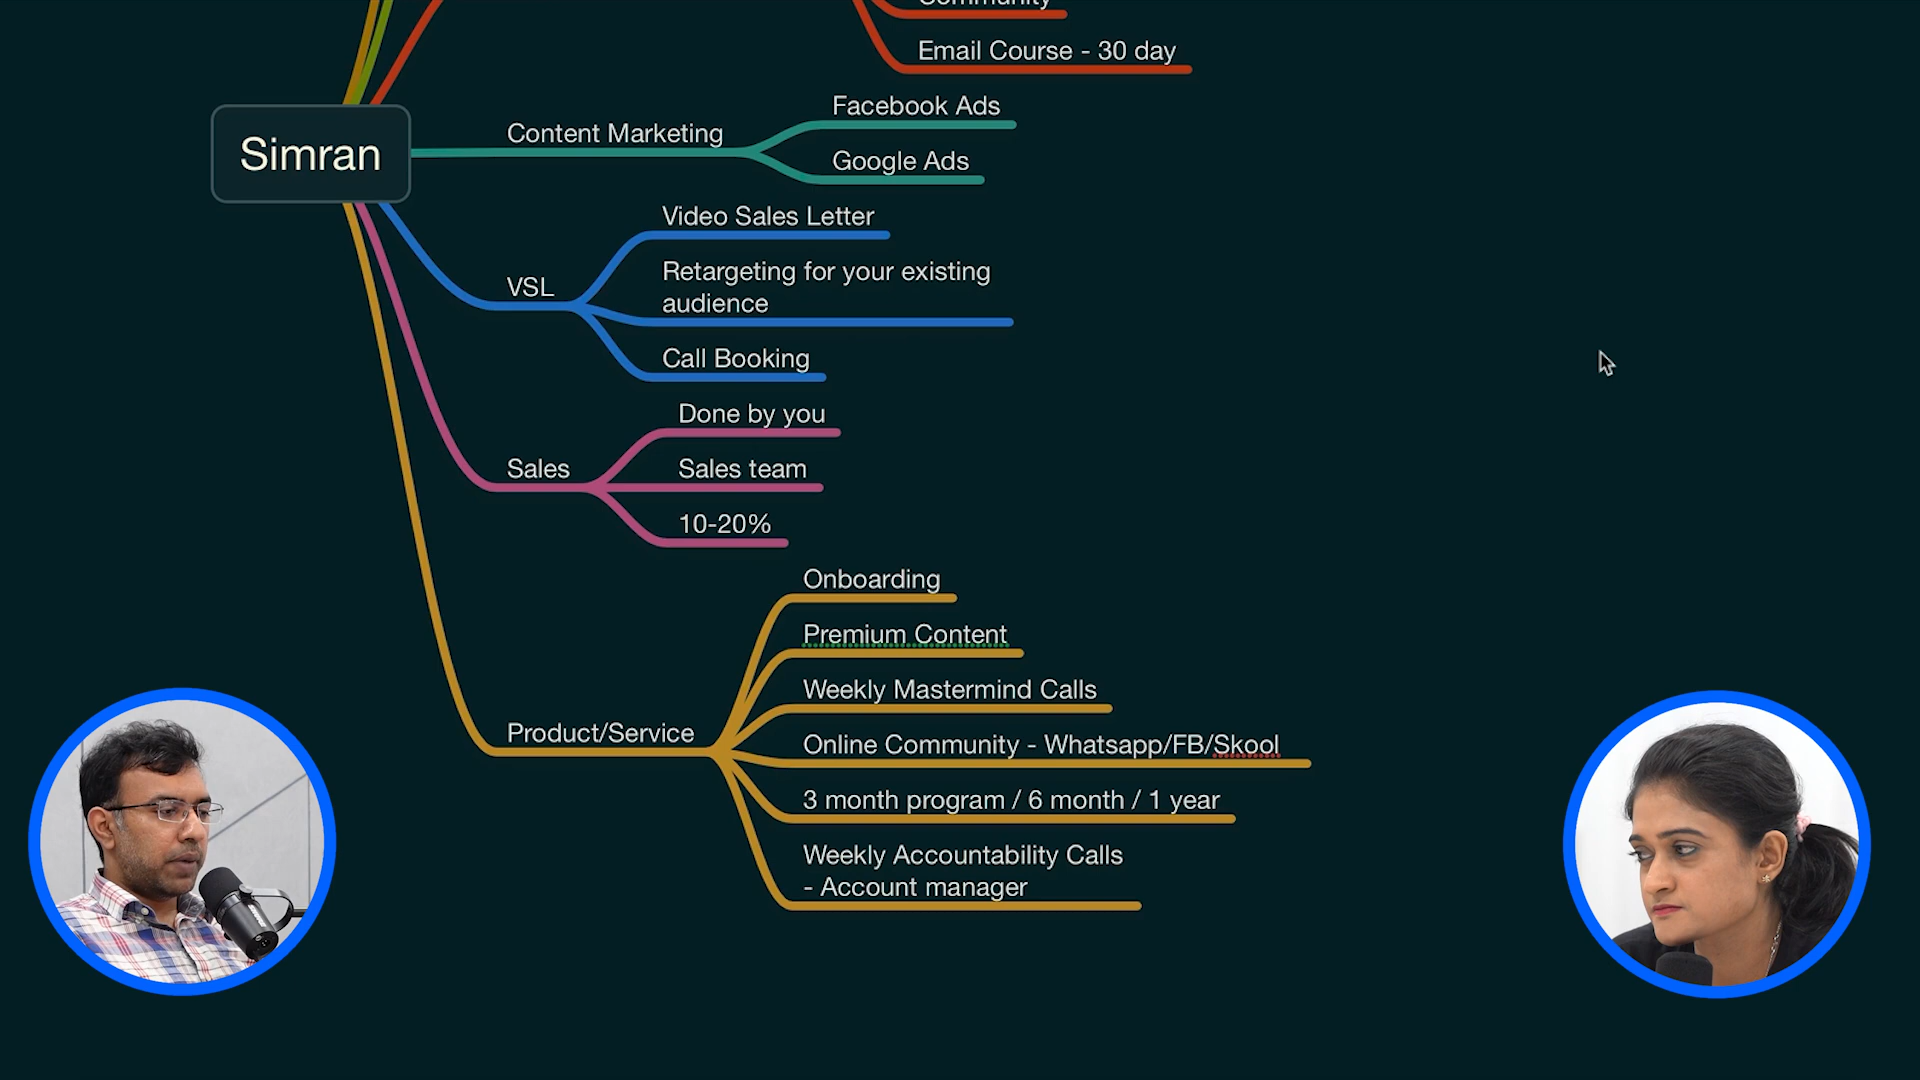 Community
Email Course - 30 day
Facebook Ads
Content Marketing
Google Ads
Simran
Video Sales Letter
Retargeting for your existing
audience
VSL
Call Booking
Done by you
Sales team
Sales
10-20%
Onboarding
Premium Content
Weekly Mastermind Calls
Product/Service
Online Community - Whatsapp/FB/Skool
3 month program / 6 month / 1 year
Weekly Accountability Calls
- Account manager